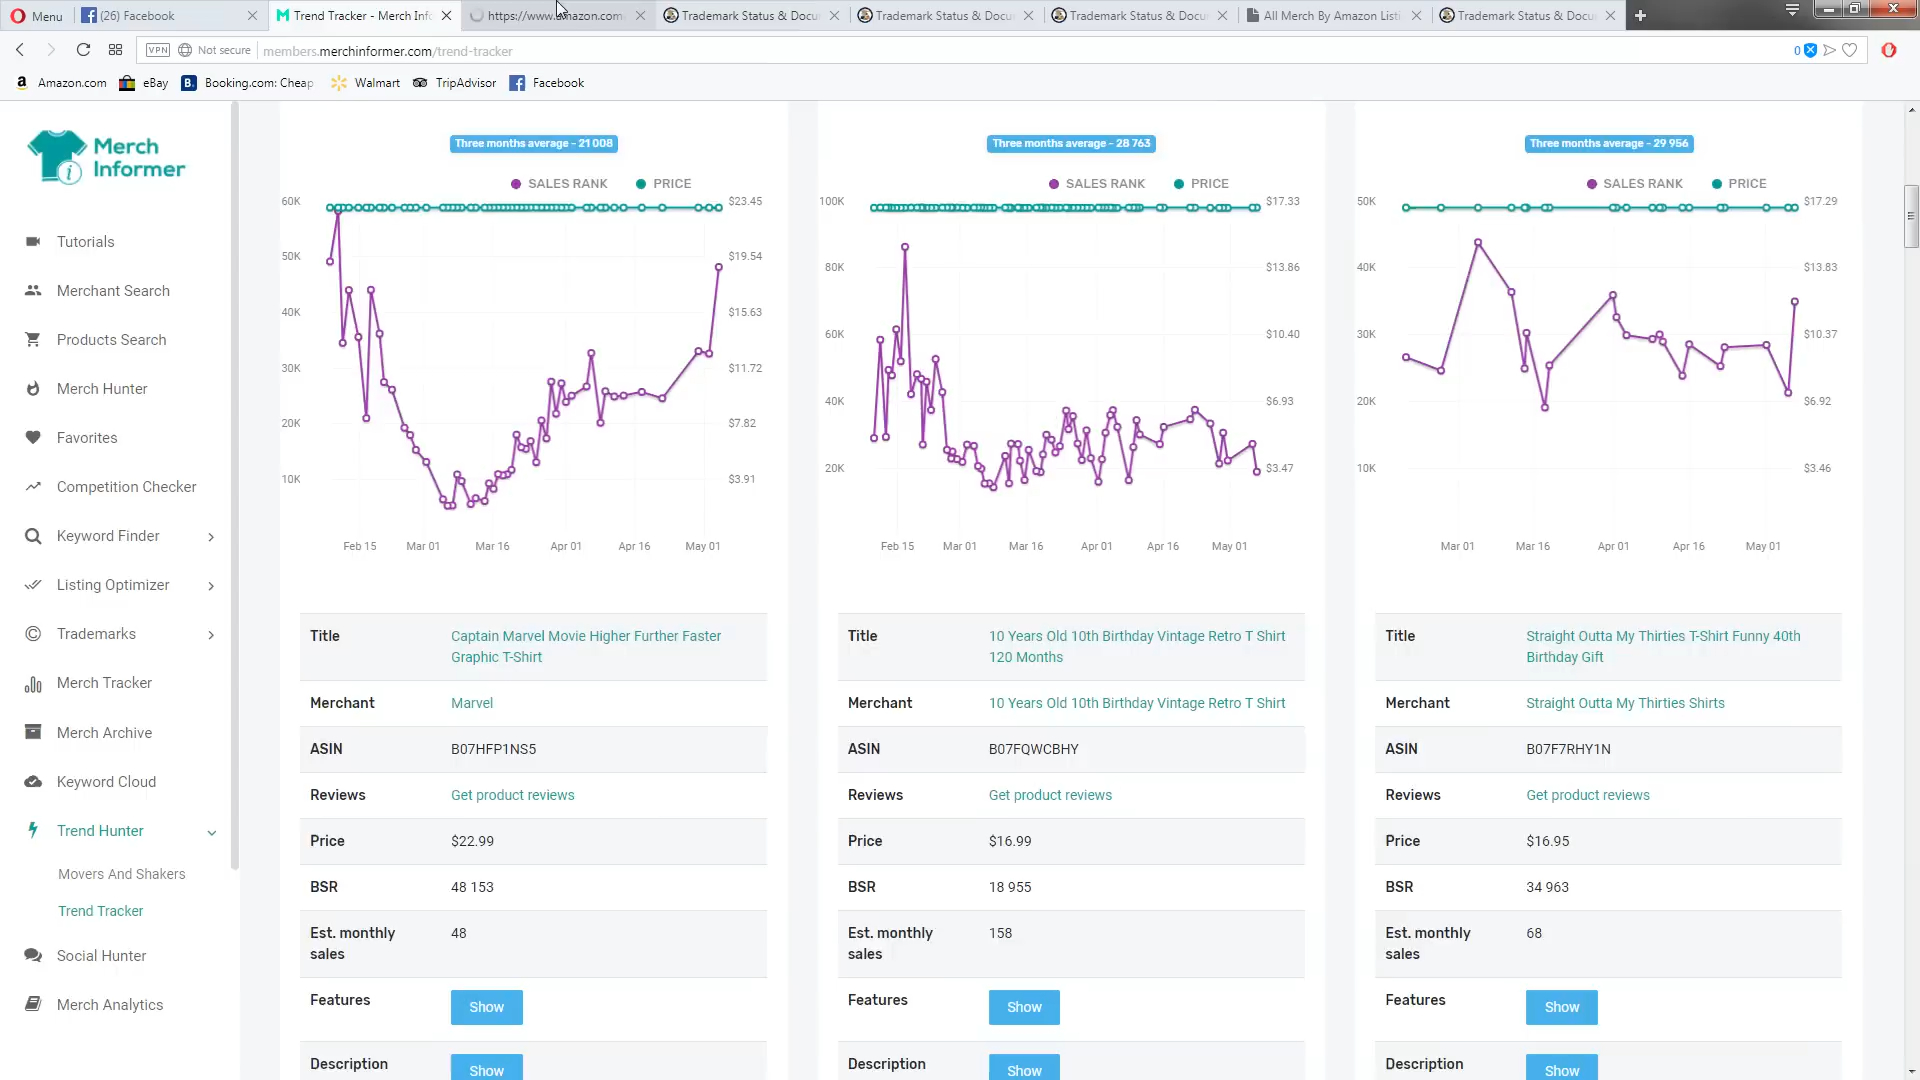 Menu
(26) Facebook
Trend Tracker - Merch Inf
https://www.amazon.com
Trademark Status & Docu
Trademark Status & Docu
Trademark Status & Docu
All Merch By Amazon Listi
Trademark Status & Docu
VPN
Not secure
members.merchinformer.com/trend-tracker
0
Amazon.com
eBay
Booking.com: Cheap
Walmart
TripAdvisor
Facebook
Merch
Informer
Tutorials
Merchant Search
Products Search
Merch Hunter
Favorites
Competition Checker
Keyword Finder
Listing Optimizer
Trademarks
Merch Tracker
Merch Archive
Keyword Cloud
Trend Hunter
Movers And Shakers
Trend Tracker
Social Hunter
Merch Analytics
Three months average - 21 008
SALES RANK
PRICE
60K
50K
40K
30K
20K
10K
$23.45
$19.54
$15.63
$11.72
$7.82
$3.91
Feb 15
Mar 01
Mar 16
Apr 01
Apr 16
May 01
Title
Captain Marvel Movie Higher Further Faster
Graphic T-Shirt
Merchant
Marvel
ASIN
B07HFP1NS5
Reviews
Get product reviews
Price
$22.99
BSR
48 153
Est. monthly
sales
48
Features
Show
Description
Show
Three months average - 28 763
SALES RANK
PRICE
100K
80K
60K
40K
20K
$17.33
$13.86
$10.40
$6.93
$3.47
Feb 15
Mar 01
Mar 16
Apr 01
Apr 16
May 01
Title
10 Years Old 10th Birthday Vintage Retro T Shirt
120 Months
Merchant
10 Years Old 10th Birthday Vintage Retro T Shirt
ASIN
B07FQWCBHY
Reviews
Get product reviews
Price
$16.99
BSR
18 955
Est. monthly
sales
158
Features
Show
Description
Show
Three months average - 29 956
SALES RANK
PRICE
50K
40K
30K
20K
10K
$17.29
$13.83
$10.37
$6.92
$3.46
Mar 01
Mar 16
Apr 01
Apr 16
May 01
Title
Straight Outta My Thirties T-Shirt Funny 40th
Birthday Gift
Merchant
Straight Outta My Thirties Shirts
ASIN
B07F7RHY1N
Reviews
Get product reviews
Price
$16.95
BSR
34 963
Est. monthly
sales
68
Features
Show
Description
Show